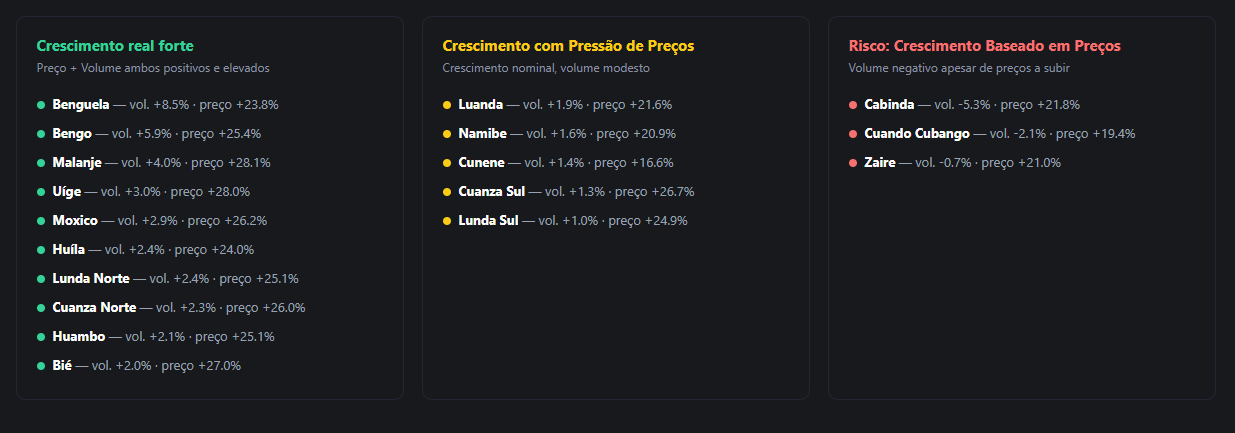 Crescimento real forte
Preço + Volume ambos positivos e elevados
Benguela — vol. +8.5% · preço +23.8%
Bengo — vol. +5.9% · preço +25.4%
Malanje — vol. +4.0% · preço +28.1%
Uíge — vol. +3.0% · preço +28.0%
Moxico — vol. +2.9% · preço +26.2%
Huíla — vol. +2.4% · preço +24.0%
Lunda Norte — vol. +2.4% · preço +25.1%
Cuanza Norte — vol. +2.3% · preço +26.0%
Huambo — vol. +2.1% · preço +25.1%
Bié — vol. +2.0% · preço +27.0%
Crescimento com Pressão de Preços
Crescimento nominal, volume modesto
Luanda — vol. +1.9% · preço +21.6%
Namibe — vol. +1.6% · preço +20.9%
Cunene — vol. +1.4% · preço +16.6%
Cuanza Sul — vol. +1.3% · preço +26.7%
Lunda Sul — vol. +1.0% · preço +24.9%
Risco: Crescimento Baseado em Preços
Volume negativo apesar de preços a subir
Cabinda — vol. -5.3% · preço +21.8%
Cuando Cubango — vol. -2.1% · preço +19.4%
Zaire — vol. -0.7% · preço +21.0%